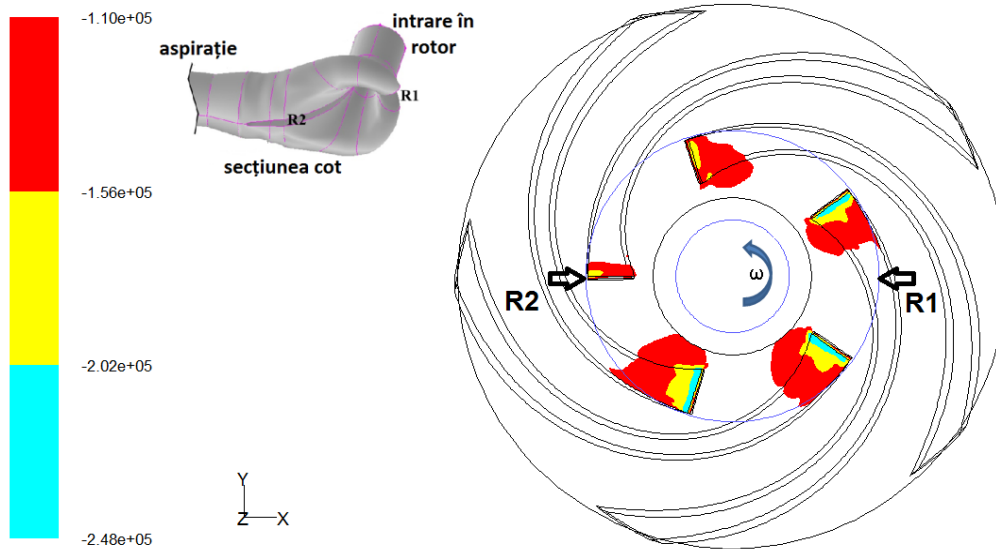 -1.10e+05
-1.56e+05
-2.02e+05
-2.48e+05
aspirație
intrare în
rotor
R1
R2
secțiunea cot
Y
Z
X
R2
ω
R1